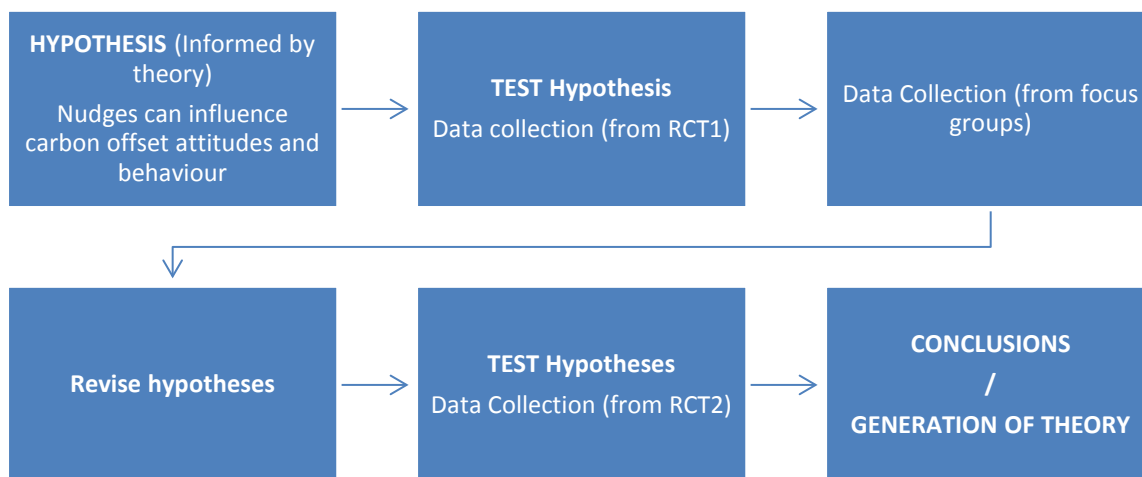 HYPOTHESIS (Informed by
theory)
Nudges can influence
carbon offset attitudes and
behaviour
TEST Hypothesis
Data collection (from RCT1)
Data Collection (from focus
groups)
Revise hypotheses
TEST Hypotheses
Data Collection (from RCT2)
CONCLUSIONS
/
GENERATION OF THEORY